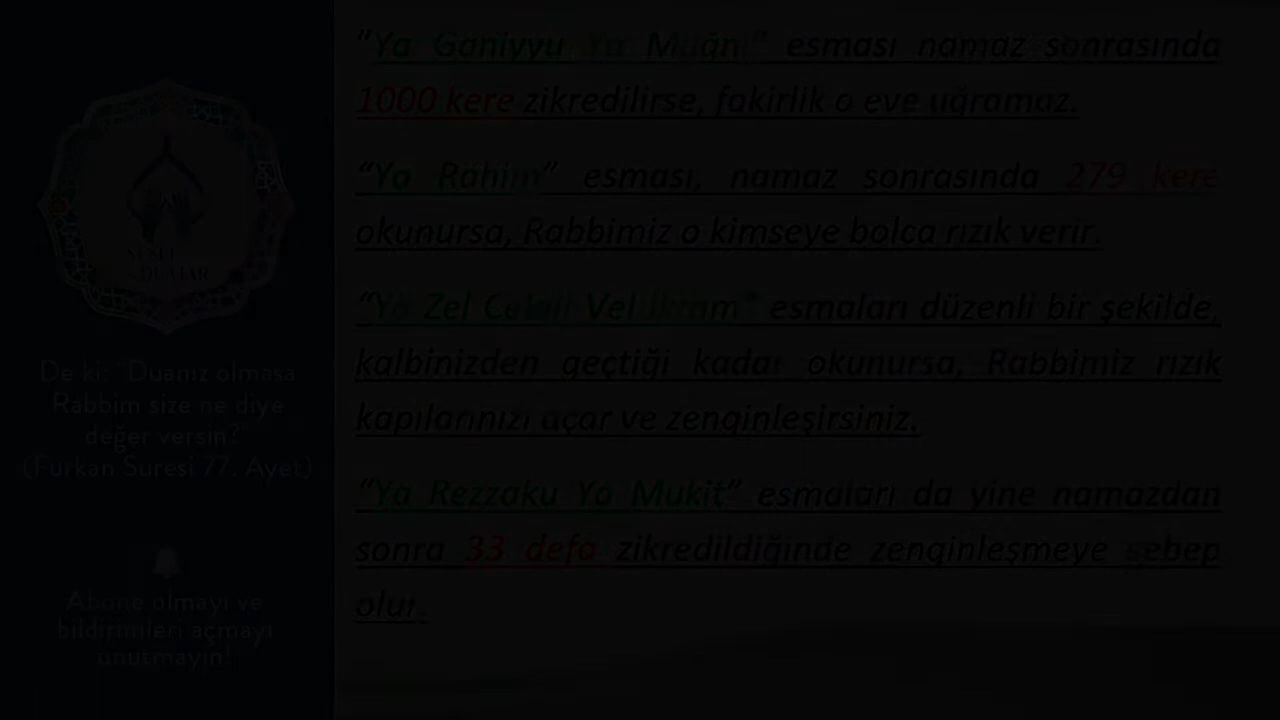 "Ya Ganiyyu Ya Muğni" esması namaz sonrasında
1000 kere zikredilirse, fakirlik o eve uğramaz.
"Ya Rahim" esması, namaz sonrasında 279 kere
okunursa, Rabbimiz o kimseye bolca rızık verir.
"Ya Zel Celali Vel İkram" esmaları düzenli bir şekilde,
kalbinizden geçtiği kadar okunursa, Rabbimiz rızık
kapılarınızı açar ve zenginleşirsiniz.
"Ya Rezzaku Ya Mukit" esmaları da yine namazdan
sonra 33 defa zikredildiğinde zenginleşmeye sebep
olur.
DUALAR
De ki: "Duanız olmasa
Rabbim size ne diye
değer versin?"
(Furkan Suresi 77. Ayet)
Abone olmayı ve
bildirimleri açmayı
unutmayın!